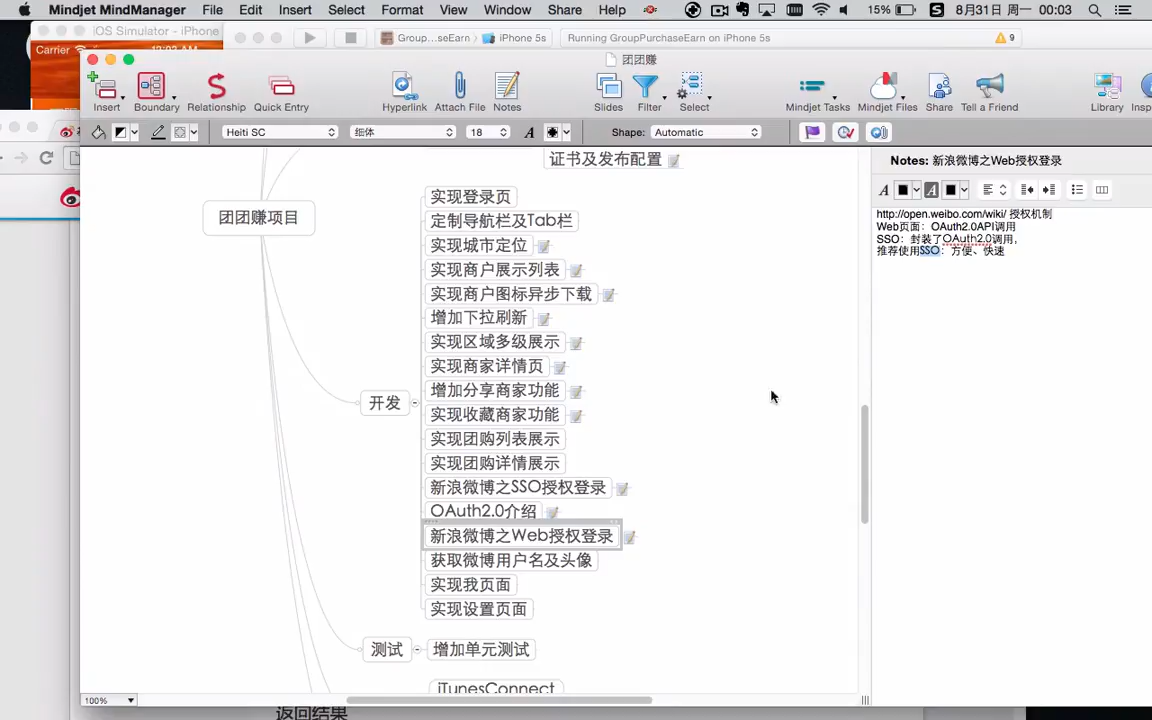 Mindjet MindManager File Edit Insert Select Format View Window Share Help 15% 8月31日 周一 00:03
iOS Simulator - iPhone
Group...seEarn iPhone 5s Running GroupPurchaseEarn on iPhone 5s 9
Carrier
团团赚
Insert Boundary Relationship Quick Entry Hyperlink Attach File Notes Slides Filter Select Mindjet Tasks Mindjet Files Share Tell a Friend Library
Heiti SC 细体 18 Shape: Automatic
证书及发布配置
团团赚项目
实现登录页
定制导航栏及Tab栏
实现城市定位
实现商户展示列表
实现商户图标异步下载
增加下拉刷新
实现区域多级展示
实现商家详情页
增加分享商家功能
开发
实现收藏商家功能
实现团购列表展示
实现团购详情展示
新浪微博之SSO授权登录
OAuth2.0介绍
新浪微博之Web授权登录
获取微博用户名及头像
实现我页面
实现设置页面
测试
增加单元测试
iTunesConnect
100%
返回结果
Notes: 新浪微博之Web授权登录
http://open.weibo.com/wiki/ 授权机制
Web页面：OAuth2.0API调用
SSO：封装了OAuth2.0调用，
推荐使用SSO：方便、快速